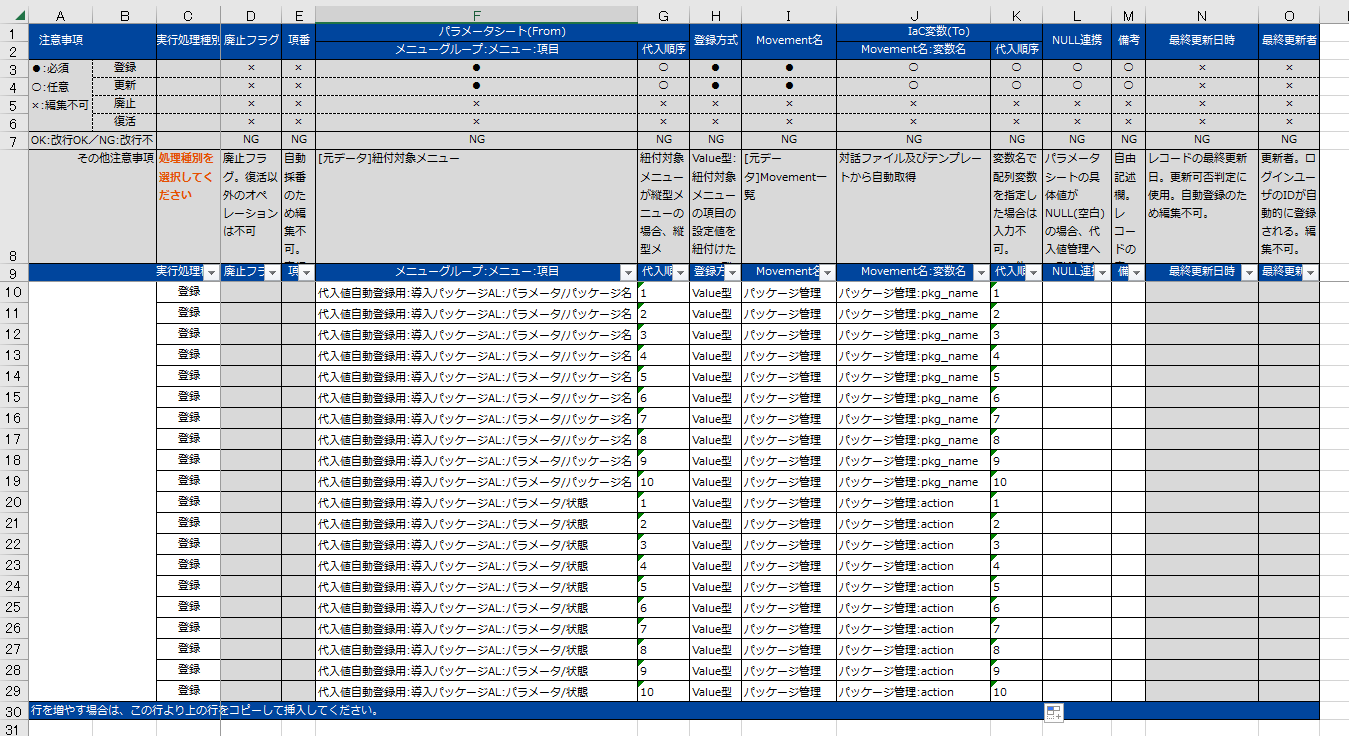 A B C D E F G H I J K L M N O
1 注意事項 実行処理種別 廃止フラグ 項番 パラメータシート(From) 登録方式 Movement名 IaC変数(To) NULL連携 備考 最終更新日時 最終更新者
2 メニューグループ:メニュー:項目 代入順序 Movement名:変数名 代入順序
3 ●:必須 登録 × × ● ○ ● ● ○ ○ ○ ○ × ×
4 ○:任意 更新 × × ● ○ ● ● ○ ○ ○ ○ × ×
5 ×:編集不可 廃止 × × × × × × × × × × × ×
6 復活 × × × × × × × × × × × ×
7 OK:改行OK／NG:改行不 NG NG NG NG NG NG NG NG NG NG NG NG
8 その他注意事項
処理種別を
選択してく
ださい
廃止フラ
グ。復活以
外のオペ
レーション
は不可
自動
採番
のた
め編
集不
可。
[元データ]紐付対象メニュー
紐付対象
メニュー
が縦型メ
ニューの
場合、縦
型メ
Value型:
紐付対象
メニュー
の項目の
設定値を
紐付けた
[元デー
タ]Movement一
覧
対話ファイル及びテンプレー
トから自動取得
変数名で
配列変数
を指定し
た場合は
入力不
可。
パラメータ
シートの具
体値が
NULL(空白)
の場合、代
入値管理へ
自由
記述
欄。
レ
コー
ドの
レコードの最終更新
日。更新可否判定に
使用。自動登録のた
め編集不可。
更新者。ロ
グインユー
ザのIDが自
動的に登録
される。編
集不可。
9 実行処理種 廃止フラ 項 メニューグループ:メニュー:項目 代入順 登録方 Movement名 Movement名:変数名 代入順 NULL連 備 最終更新日時 最終更新
10 登録 代入値自動登録用:導入パッケージAL:パラメータ/パッケージ名 1 Value型 パッケージ管理 パッケージ管理:pkg_name 1
11 登録 代入値自動登録用:導入パッケージAL:パラメータ/パッケージ名 2 Value型 パッケージ管理 パッケージ管理:pkg_name 2
12 登録 代入値自動登録用:導入パッケージAL:パラメータ/パッケージ名 3 Value型 パッケージ管理 パッケージ管理:pkg_name 3
13 登録 代入値自動登録用:導入パッケージAL:パラメータ/パッケージ名 4 Value型 パッケージ管理 パッケージ管理:pkg_name 4
14 登録 代入値自動登録用:導入パッケージAL:パラメータ/パッケージ名 5 Value型 パッケージ管理 パッケージ管理:pkg_name 5
15 登録 代入値自動登録用:導入パッケージAL:パラメータ/パッケージ名 6 Value型 パッケージ管理 パッケージ管理:pkg_name 6
16 登録 代入値自動登録用:導入パッケージAL:パラメータ/パッケージ名 7 Value型 パッケージ管理 パッケージ管理:pkg_name 7
17 登録 代入値自動登録用:導入パッケージAL:パラメータ/パッケージ名 8 Value型 パッケージ管理 パッケージ管理:pkg_name 8
18 登録 代入値自動登録用:導入パッケージAL:パラメータ/パッケージ名 9 Value型 パッケージ管理 パッケージ管理:pkg_name 9
19 登録 代入値自動登録用:導入パッケージAL:パラメータ/パッケージ名 10 Value型 パッケージ管理 パッケージ管理:pkg_name 10
20 登録 代入値自動登録用:導入パッケージAL:パラメータ/状態 1 Value型 パッケージ管理 パッケージ管理:action 1
21 登録 代入値自動登録用:導入パッケージAL:パラメータ/状態 2 Value型 パッケージ管理 パッケージ管理:action 2
22 登録 代入値自動登録用:導入パッケージAL:パラメータ/状態 3 Value型 パッケージ管理 パッケージ管理:action 3
23 登録 代入値自動登録用:導入パッケージAL:パラメータ/状態 4 Value型 パッケージ管理 パッケージ管理:action 4
24 登録 代入値自動登録用:導入パッケージAL:パラメータ/状態 5 Value型 パッケージ管理 パッケージ管理:action 5
25 登録 代入値自動登録用:導入パッケージAL:パラメータ/状態 6 Value型 パッケージ管理 パッケージ管理:action 6
26 登録 代入値自動登録用:導入パッケージAL:パラメータ/状態 7 Value型 パッケージ管理 パッケージ管理:action 7
27 登録 代入値自動登録用:導入パッケージAL:パラメータ/状態 8 Value型 パッケージ管理 パッケージ管理:action 8
28 登録 代入値自動登録用:導入パッケージAL:パラメータ/状態 9 Value型 パッケージ管理 パッケージ管理:action 9
29 登録 代入値自動登録用:導入パッケージAL:パラメータ/状態 10 Value型 パッケージ管理 パッケージ管理:action 10
30 行を増やす場合は、この行より上の行をコピーして挿入してください。
31